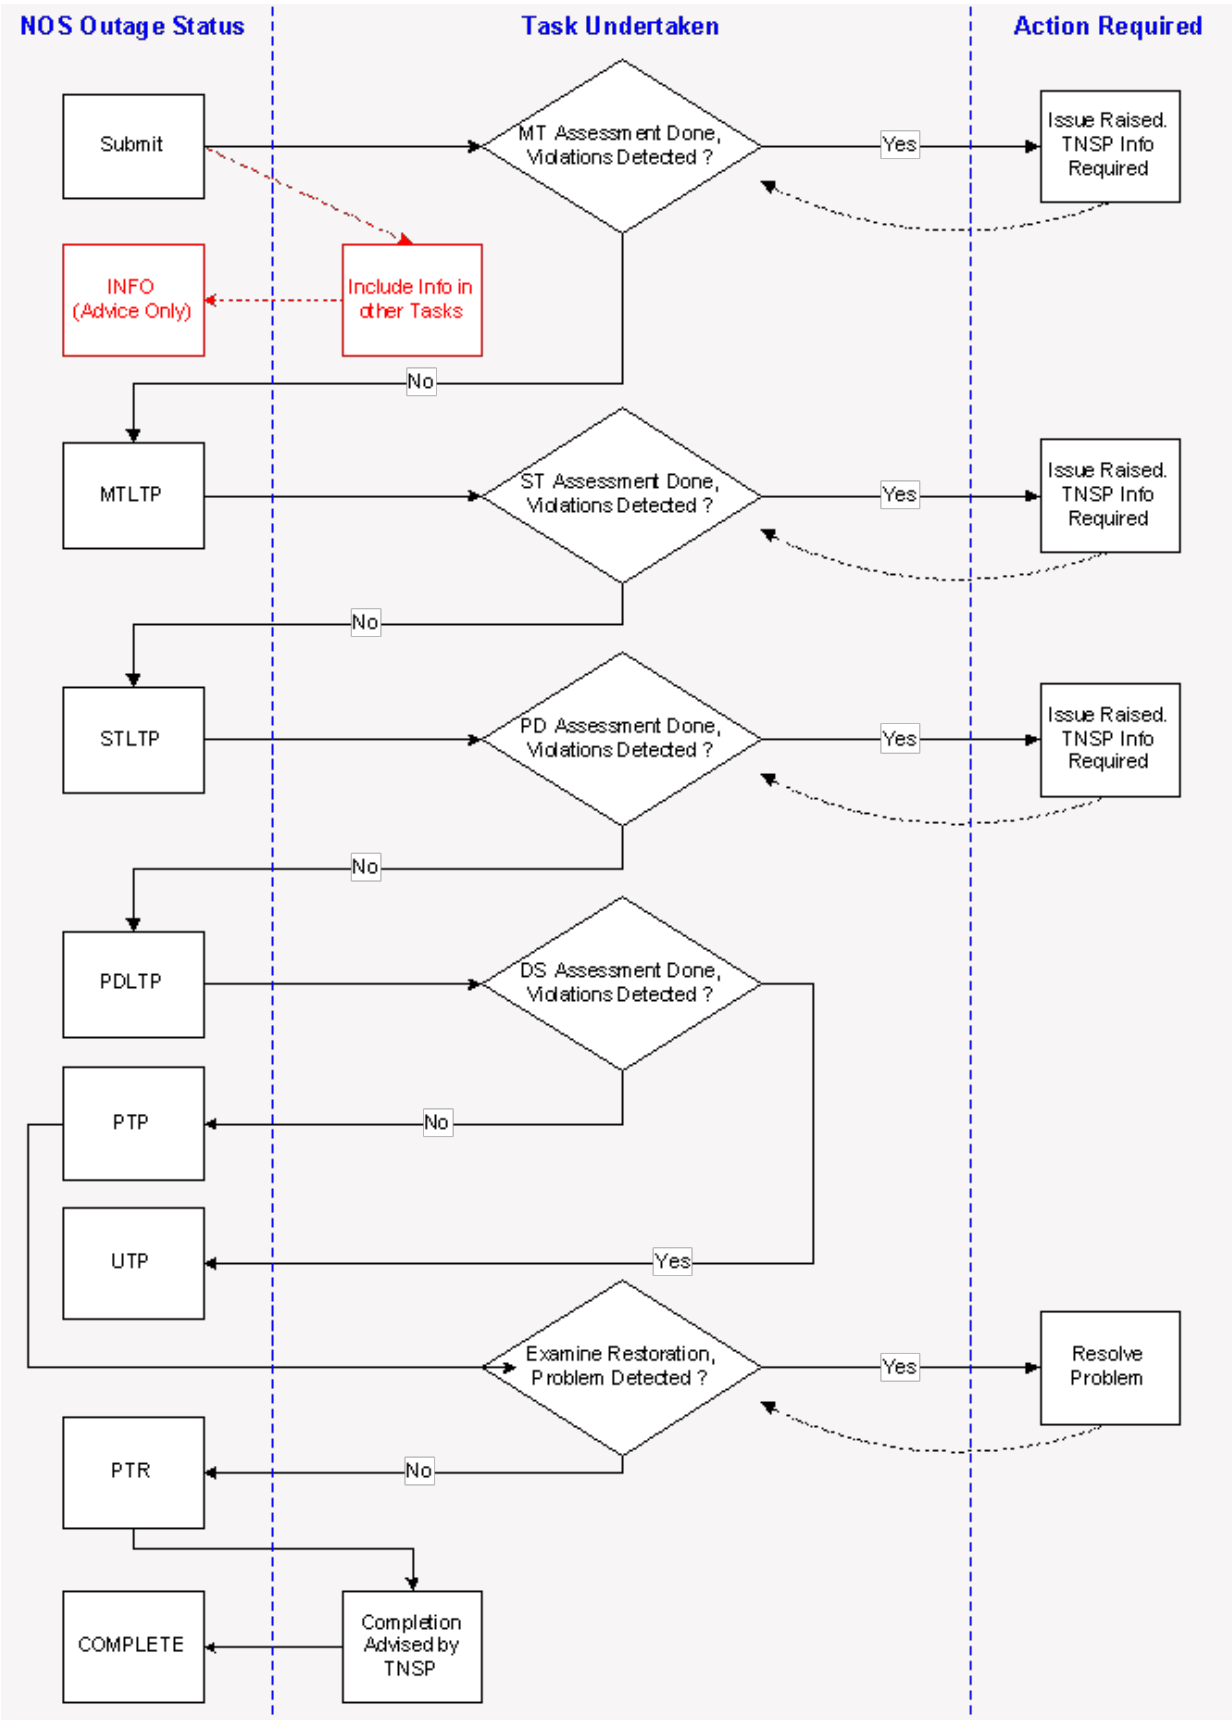 NOS Outage Status
Task Undertaken
Action Required
Submit
MT Assessment Done,
Violations Detected ?
Yes
Issue Raised.
TNSP Info
Required
INFO
(Advice Only)
Include Info in
other Tasks
No
MTLTP
ST Assessment Done,
Violations Detected ?
Yes
Issue Raised.
TNSP Info
Required
No
STLTP
PD Assessment Done,
Violations Detected ?
Yes
Issue Raised.
TNSP Info
Required
No
PDLTP
DS Assessment Done,
Violations Detected ?
PTP
No
UTP
Yes
Examine Restoration,
Problem Detected ?
Yes
Resolve
Problem
PTR
No
COMPLETE
Completion
Advised by
TNSP